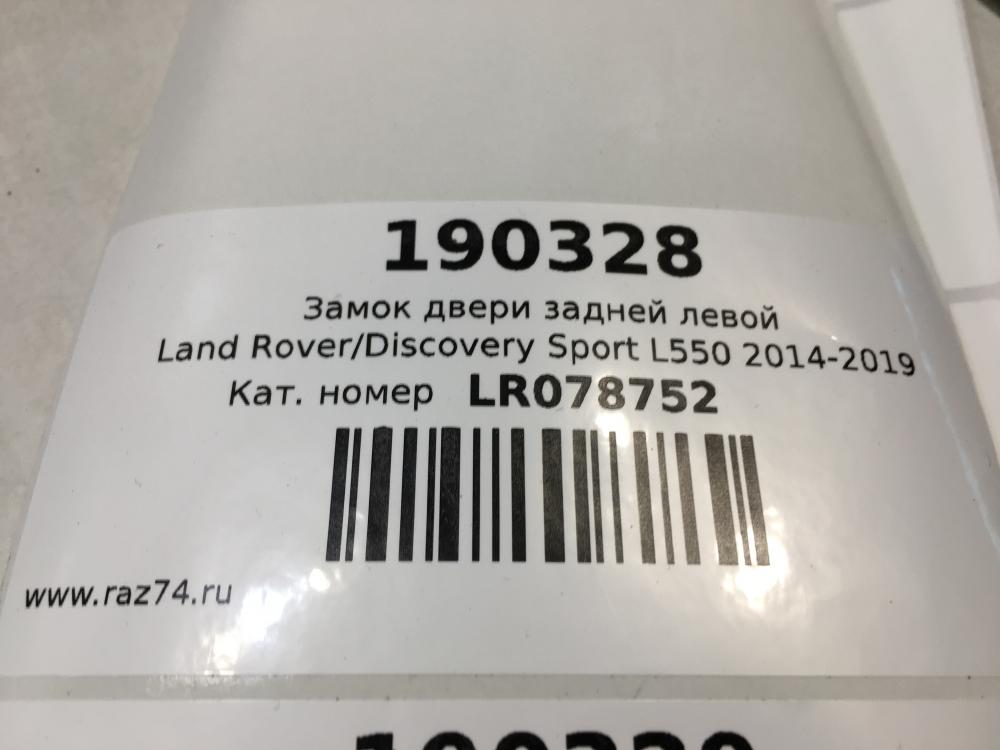 190328
Замок двери задней левой
Land Rover/Discovery Sport L550 2014-2019
Кат. номер LR078752
www.raz74.ru